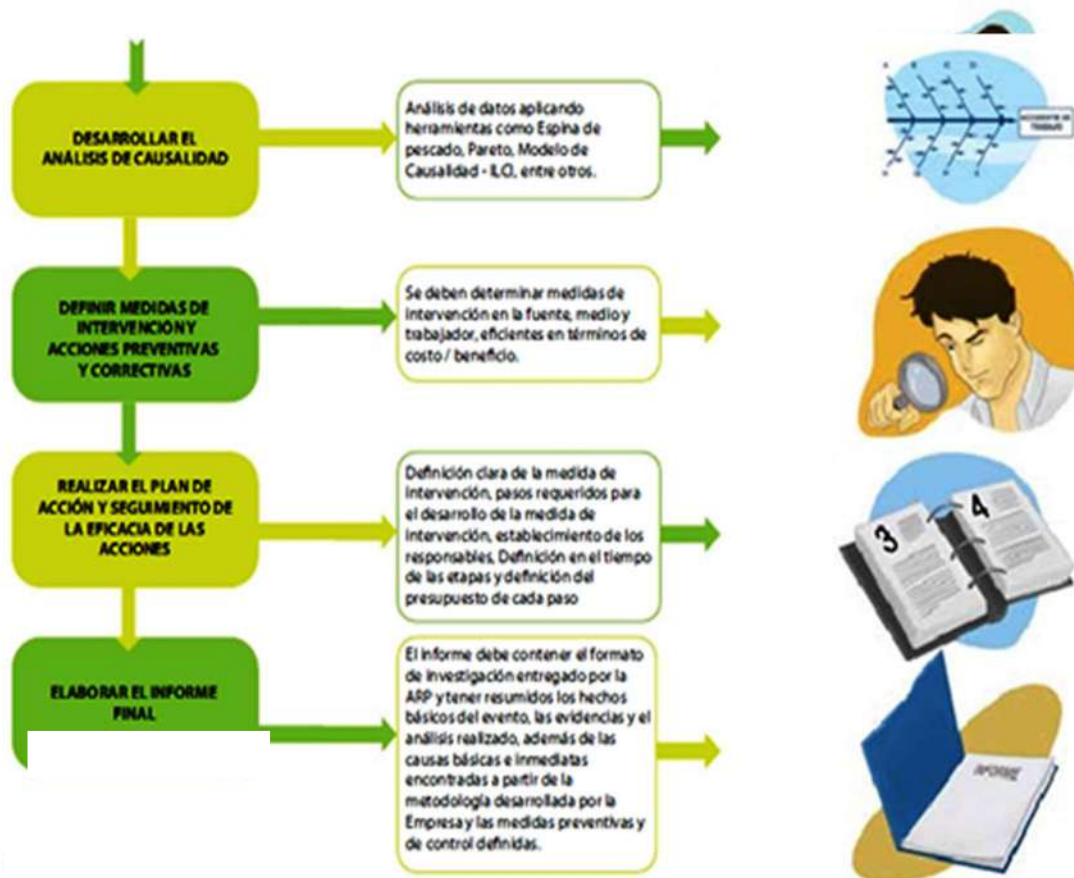 DESARROLLAR EL
ANÁLISIS DE CAUSALIDAD
Análisis de datos aplicando
herramientas como Espina de
pescado, Pareto, Modelo de
Causalidad - ILCI, entre otros.
ACCIDENTE DE
TRABAJO
DEFINIR MEDIDAS DE
INTERVENCIÓN Y
ACCIONES PREVENTIVAS
Y CORRECTIVAS
Se deben determinar medidas de
intervención en la fuente, medio y
trabajador, eficientes en términos de
costo / beneficio.
REALIZAR EL PLAN DE
ACCIÓN Y SEGUIMIENTO DE
LA EFICACIA DE LAS
ACCIONES
Definición clara de la medida de
intervención, pasos requeridos para
el desarrollo de la medida de
intervención, establecimiento de los
responsables, Definición en el tiempo
de las etapas y definición del
presupuesto de cada paso
3
4
ELABORAR EL INFORME
FINAL
El informe debe contener el formato
de investigación entregado por la
ARP y tener resumidos los hechos
básicos del evento, las evidencias y el
análisis realizado, además de las
causas básicas e inmediatas
encontradas a partir de la
metodología desarrollada por la
Empresa y las medidas preventivas y
de control definidas.
INFORME